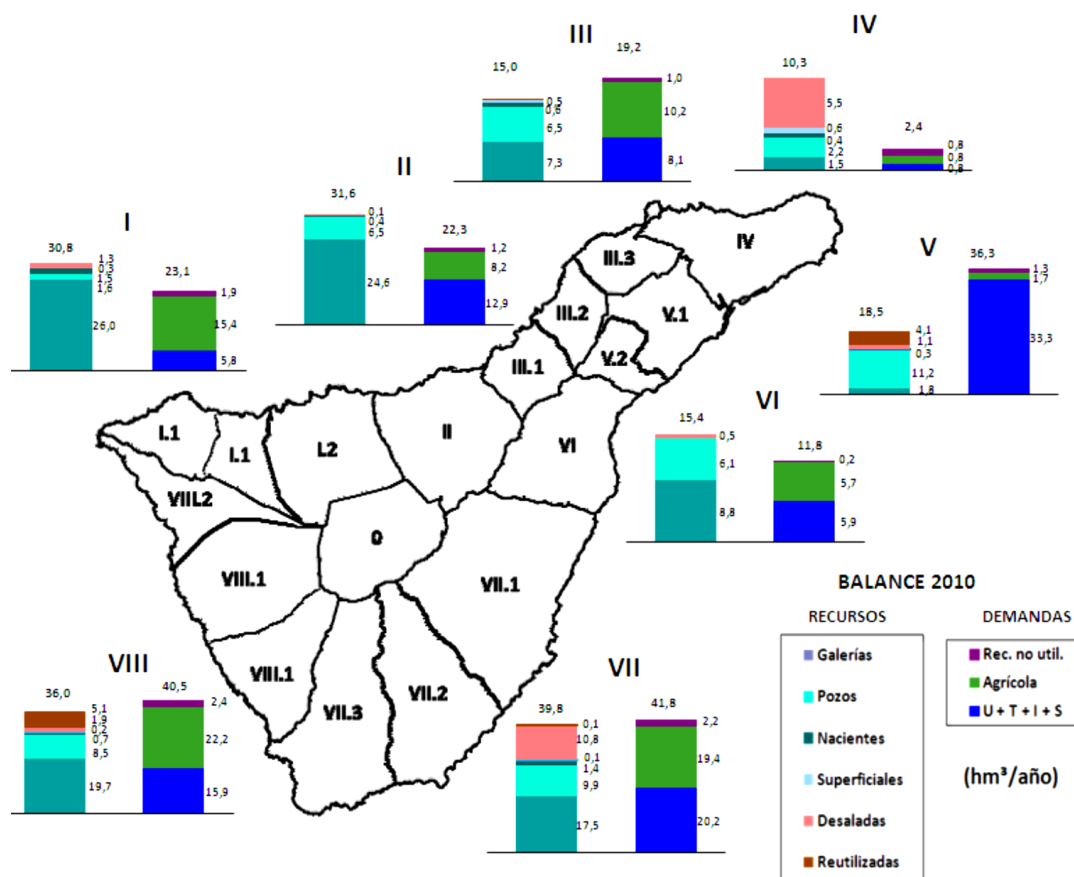 III
15,0
0,5
0,6
6,5
7,3
19,2
1,0
10,2
8,1
IV
10,3
5,5
0,6
0,4
2,2
1,5
2,4
0,8
0,8
0,8
II
31,6
0,1
0,4
6,5
24,6
22,3
1,2
8,2
12,9
I
30,8
1,3
0,3
1,5
1,6
26,0
23,1
1,9
15,4
5,8
V
18,5
4,1
1,1
0,3
11,2
1,8
36,3
1,3
1,7
33,3
VI
15,4
0,5
6,1
8,8
11,8
0,2
5,7
5,9
IV
III.3
III.2
V.1
V.2
III.1
I.1
I.1
I.2
II
VI
VIII.2
0
VIII.1
VII.1
VIII.1
VII.3
VII.2
VIII
36,0
5,1
1,9
0,2
0,7
8,5
19,7
40,5
2,4
22,2
15,9
VII
39,8
0,1
10,8
0,1
1,4
9,9
17,5
41,8
2,2
19,4
20,2
BALANCE 2010
RECURSOS
Galerías
Pozos
Nacientes
Superficiales
Desaladas
Reutilizadas
DEMANDAS
Rec. no util.
Agrícola
U + T + I + S
(hm³/año)